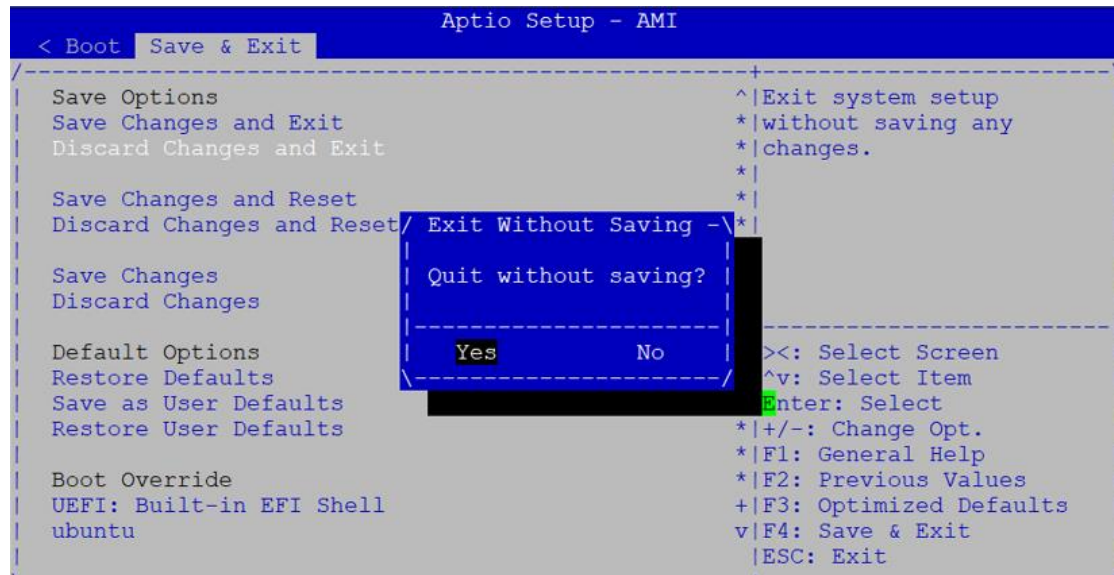 Aptio Setup - AMI
< Boot Save & Exit
Save Options
Save Changes and Exit
Discard Changes and Exit
Save Changes and Reset
Discard Changes and Reset
Save Changes
Discard Changes
Default Options
Restore Defaults
Save as User Defaults
Restore User Defaults
Boot Override
UEFI: Built-in EFI Shell
ubuntu
Exit Without Saving
Quit without saving?
Yes No
Exit system setup
without saving any
changes.
><: Select Screen
^v: Select Item
Enter: Select
+/-: Change Opt.
F1: General Help
F2: Previous Values
F3: Optimized Defaults
F4: Save & Exit
ESC: Exit